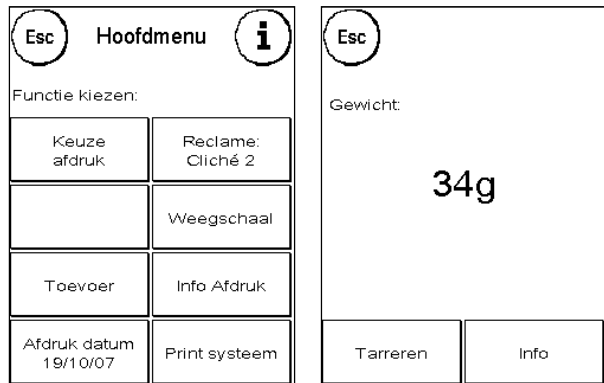 Esc
Hoofdmenu
i
Functie kiezen:
Keuze
afdruk
Reclame:
Cliché 2
Weegschaal
Toevoer
Info Afdruk
Afdruk datum
19/10/07
Print systeem
Esc
Gewicht:
34g
Tarreren
Info